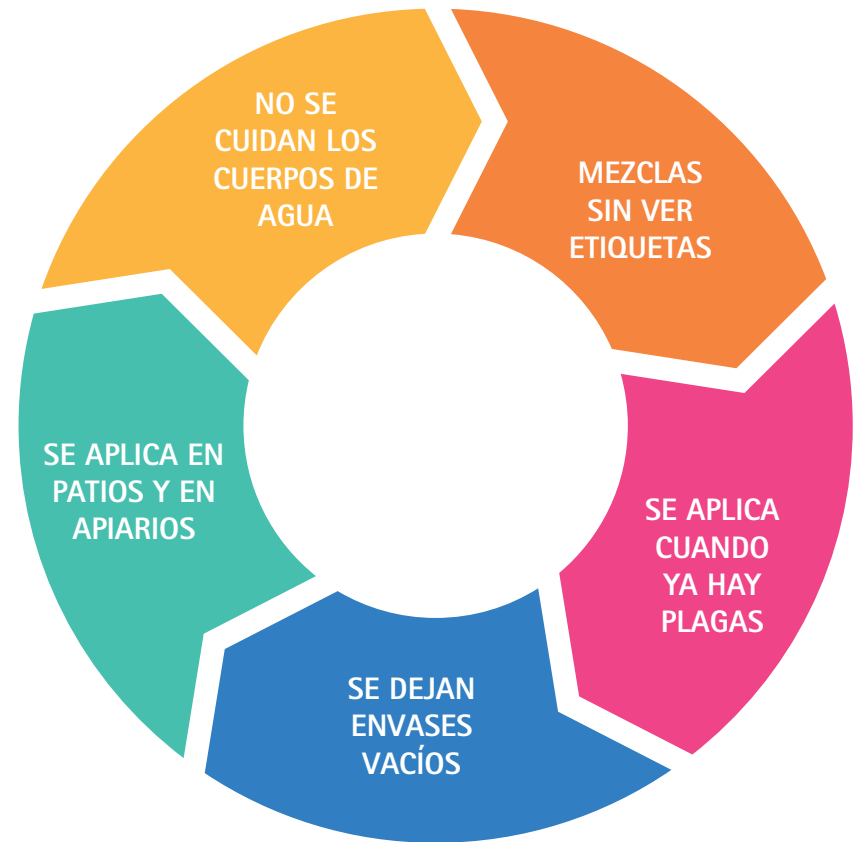 NO SE
CUIDAN LOS
CUERPOS DE
AGUA
MEZCLAS
SIN VER
ETIQUETAS
SE APLICA
CUANDO
YA HAY
PLAGAS
SE DEJAN
ENVASES
VACÍOS
SE APLICA EN
PATIOS Y EN
APIARIOS